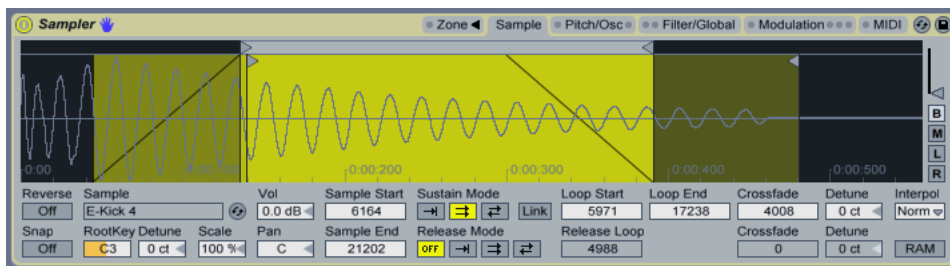 Sampler Zone Sample Pitch/Osc Filter/Global Modulation MIDI
B
M
L
R
0:00 0:00:100 0:00:200 0:00:300 0:00:400 0:00:500
Reverse Sample Vol Sample Start Sustain Mode Loop Start Loop End Crossfade Detune Interpol
Off E-Kick 4 0.0 dB 6164 Link 5971 17238 4008 0 ct Norm
Snap RootKey Detune Scale Pan Sample End Release Mode Release Loop Crossfade Detune
Off C3 0 ct 100 % C 21202 OFF 4988 0 0 ct RAM